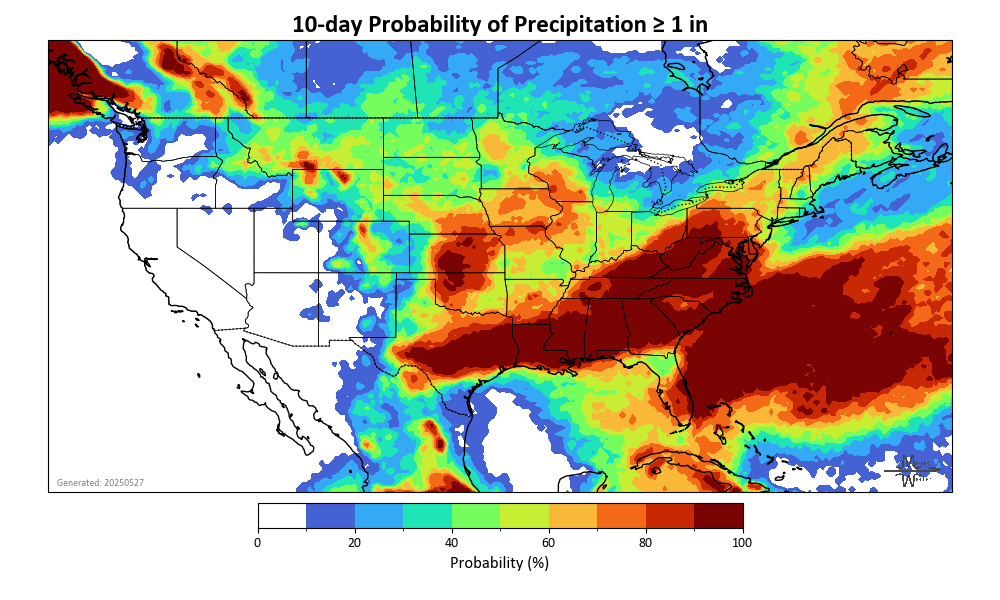 10-day Probability of Precipitation ≥ 1 in
Generated: 20250527
0 20 40 60 80 100
Probability (%)